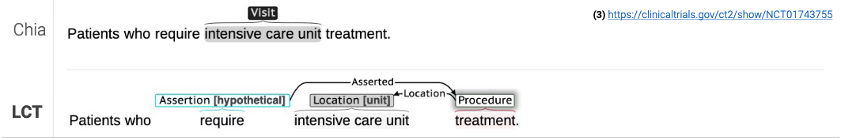 Visit
(3) https://clinicaltrials.gov/ct2/show/NCT01743755
Chia
Patients who require intensive care unit treatment.
Asserted
Assertion [hypothetical] Location [unit] Location Procedure
LCT
Patients who require intensive care unit treatment.